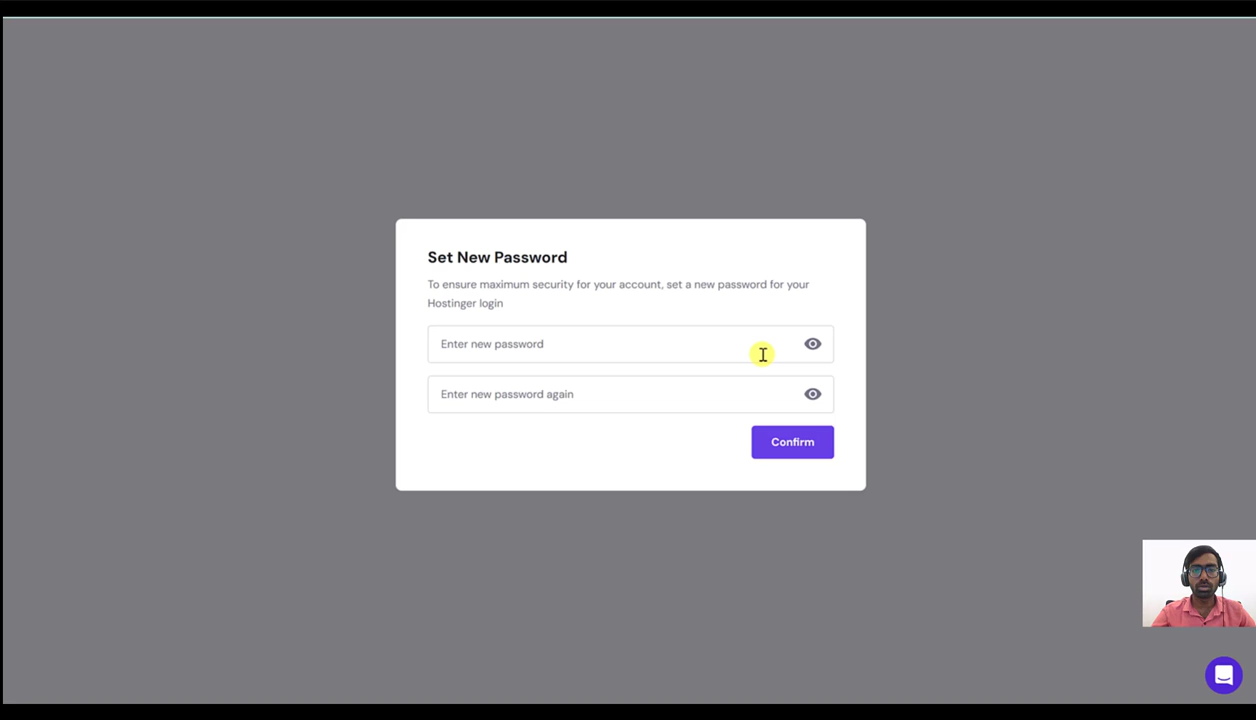 Set New Password
To ensure maximum security for your account, set a new password for your
Hostinger login
Enter new password
Enter new password again
Confirm